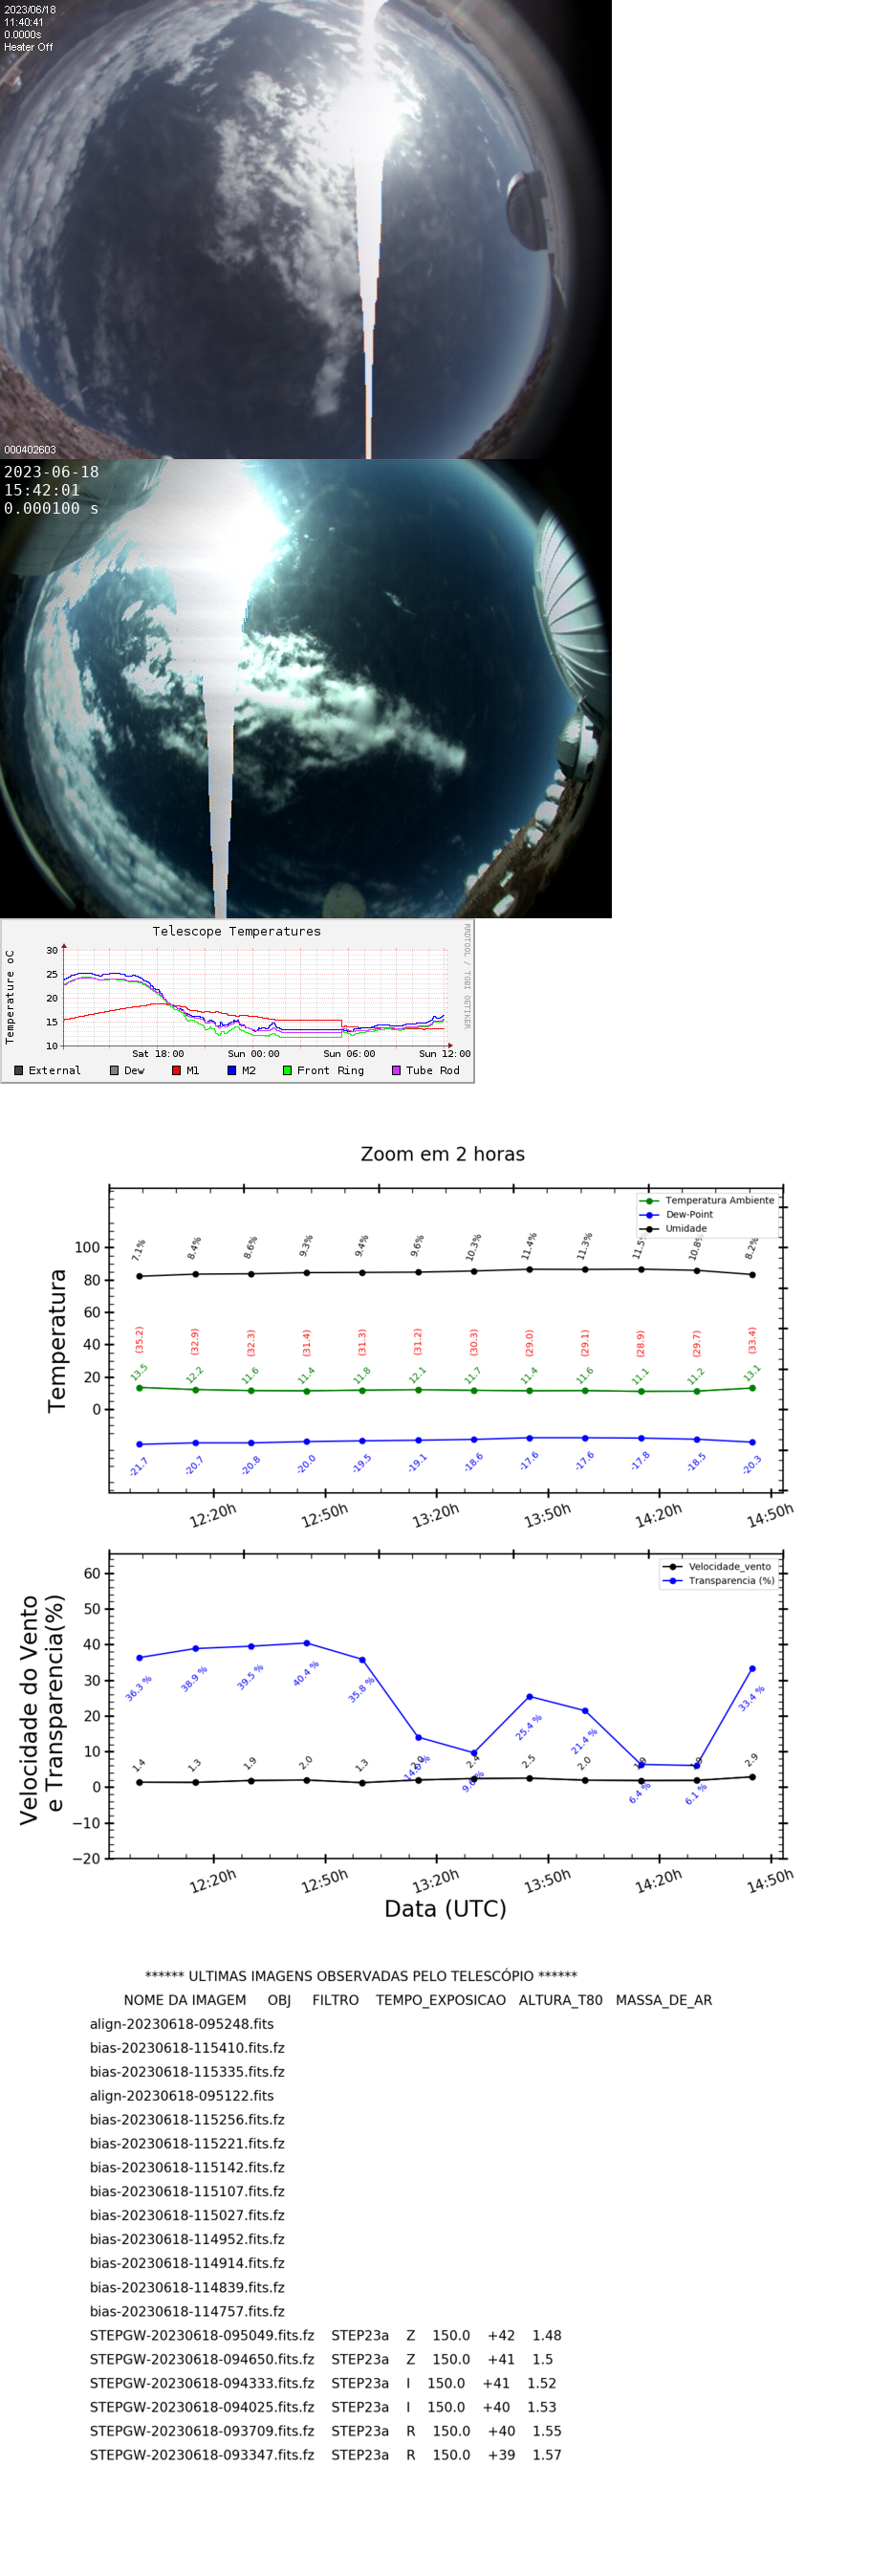 2023/06/18
11:40:41
0.0000s
Heater Off
000402603
2023-06-18
15:42:01
0.000100 s
Telescope Temperatures
RRDTOOL / TOBI OETIKER
Temperature oC
30
25
20
15
10
Sat 18:00 Sun 00:00 Sun 06:00 Sun 12:00
External Dew M1 M2 Front Ring Tube Rod
Zoom em 2 horas
Temperatura Ambiente
Dew-Point
Umidade
Temperatura
100
80
60
40
20
0
7.1% 8.4% 8.6% 9.3% 9.4% 9.6% 10.3% 11.4% 11.3% 10.8% 8.2%
(35.2) (32.9) (32.3) (31.4) (31.3) (31.2) (30.3) (29.0) (29.1) (28.9) (29.7) (33.4)
13.5 12.2 11.6 11.4 11.8 12.1 11.7 11.4 11.6 11.1 11.2 13.1
-21.7 -20.7 -20.8 -20.0 -19.5 -19.1 -18.6 -17.6 -17.6 -17.8 -18.5 -20.3
12:20h 12:50h 13:20h 13:50h 14:20h 14:50h
Velocidade_vento
Transparencia (%)
Velocidade do Vento
e Transparencia(%)
60
50
40
30
20
10
0
−10
−20
36.3 % 38.9 % 39.5 % 40.4 % 35.8 % 25.4 % 21.4 % 6.4 % 6.1 % 33.4 %
1.4 1.3 1.9 2.0 1.3 2.4 2.5 2.0 2.9
12:20h 12:50h 13:20h 13:50h 14:20h 14:50h
Data (UTC)
****** ULTIMAS IMAGENS OBSERVADAS PELO TELESCÓPIO ******
NOME DA IMAGEM OBJ FILTRO TEMPO_EXPOSICAO ALTURA_T80 MASSA_DE_AR
align-20230618-095248.fits
bias-20230618-115410.fits.fz
bias-20230618-115335.fits.fz
align-20230618-095122.fits
bias-20230618-115256.fits.fz
bias-20230618-115221.fits.fz
bias-20230618-115142.fits.fz
bias-20230618-115107.fits.fz
bias-20230618-115027.fits.fz
bias-20230618-114952.fits.fz
bias-20230618-114914.fits.fz
bias-20230618-114839.fits.fz
bias-20230618-114757.fits.fz
STEPGW-20230618-095049.fits.fz STEP23a Z 150.0 +42 1.48
STEPGW-20230618-094650.fits.fz STEP23a Z 150.0 +41 1.5
STEPGW-20230618-094333.fits.fz STEP23a I 150.0 +41 1.52
STEPGW-20230618-094025.fits.fz STEP23a I 150.0 +40 1.53
STEPGW-20230618-093709.fits.fz STEP23a R 150.0 +40 1.55
STEPGW-20230618-093347.fits.fz STEP23a R 150.0 +39 1.57